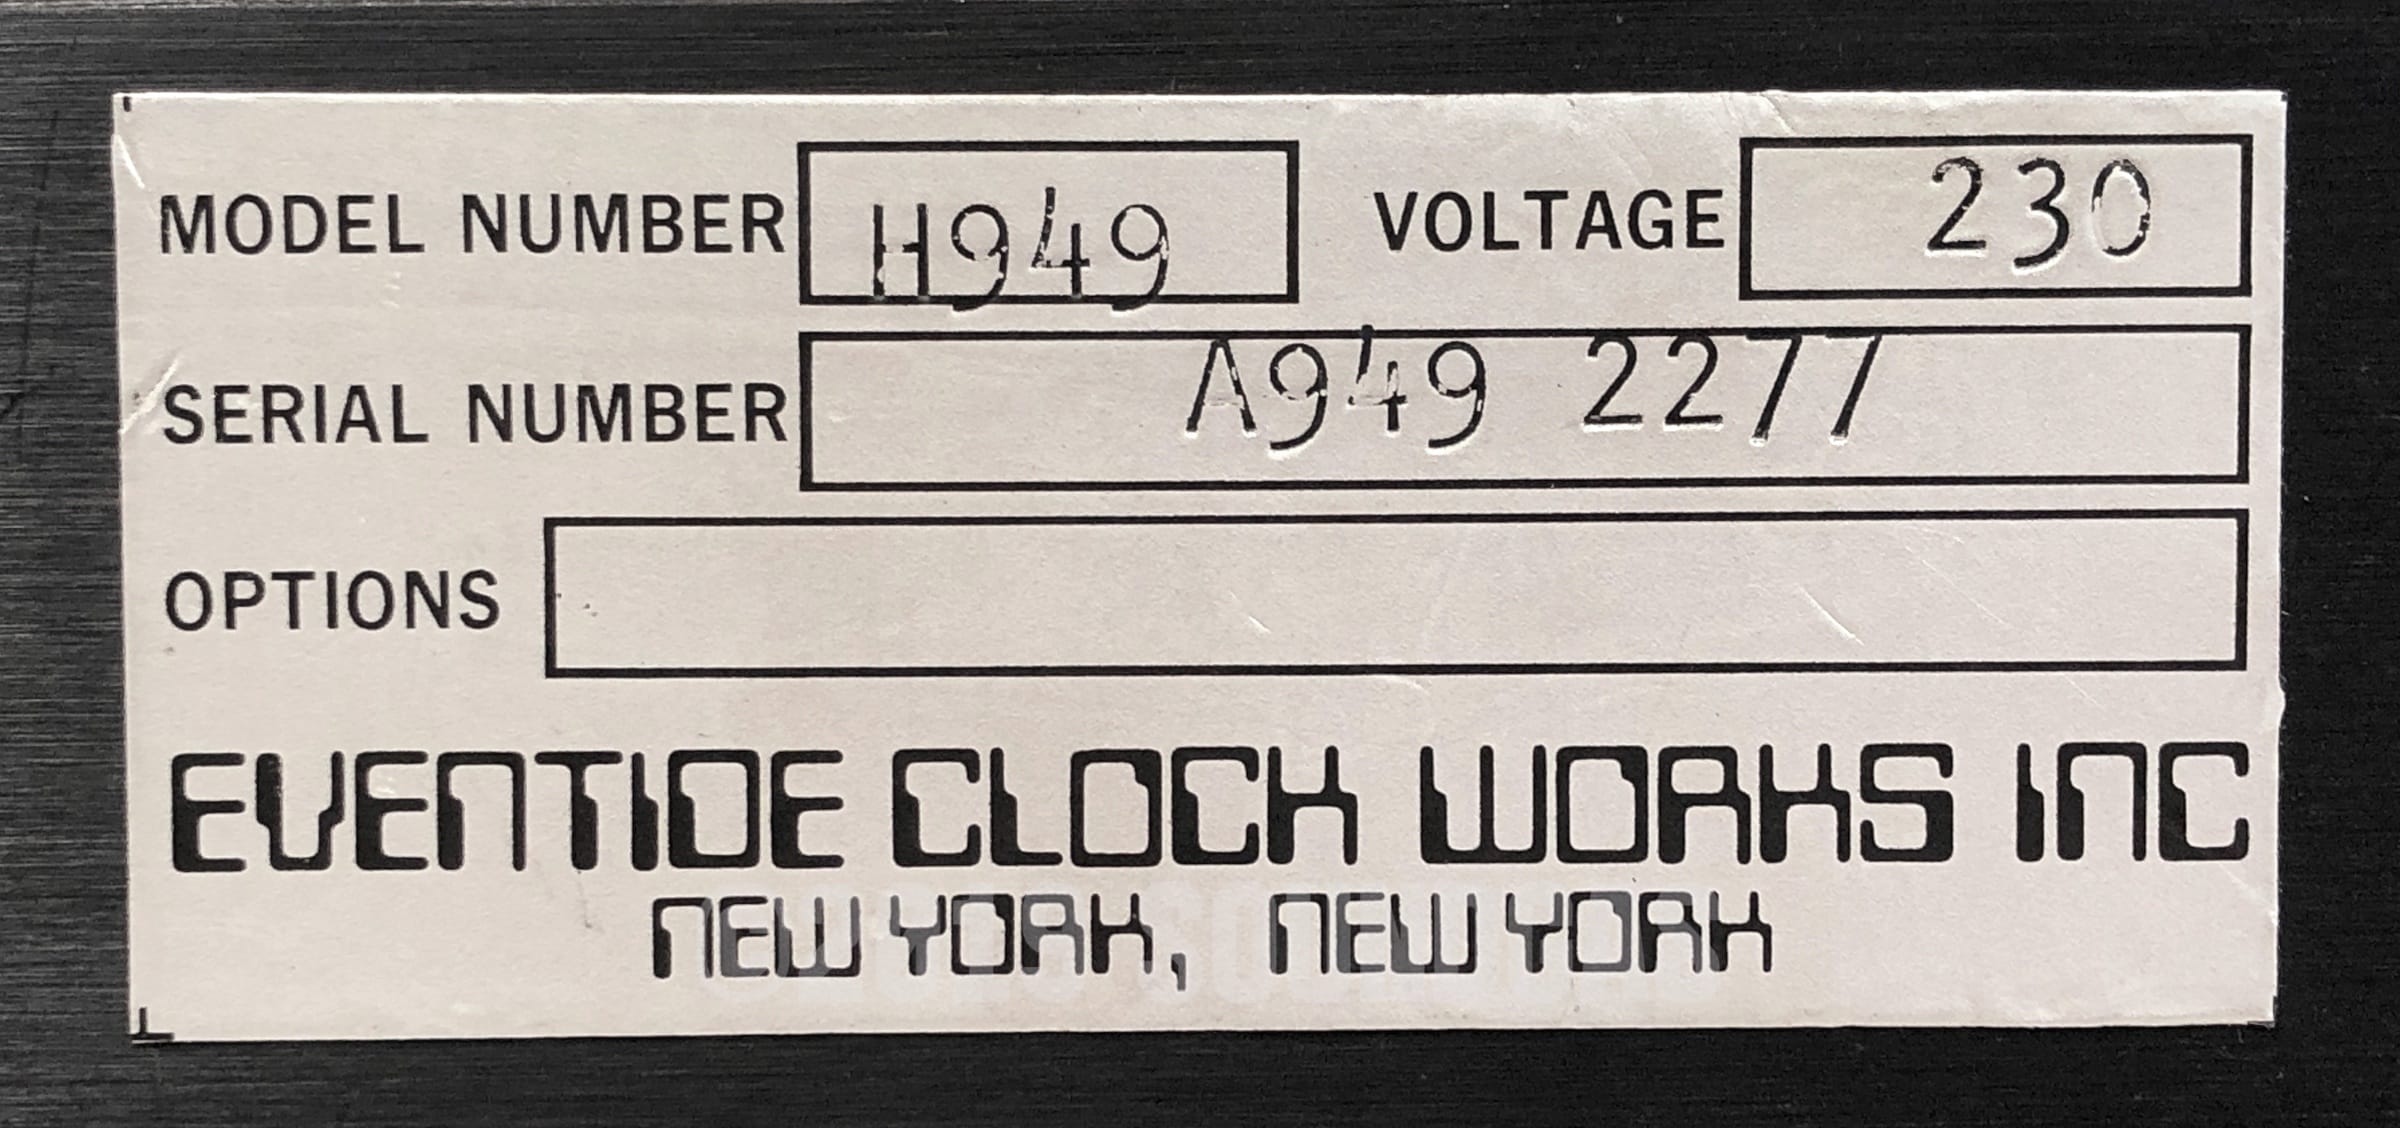 MODEL NUMBER H949 VOLTAGE 230
SERIAL NUMBER A949 2277
OPTIONS
EVENTIDE CLOCK WORKS INC
NEW YORK, NEW YORK